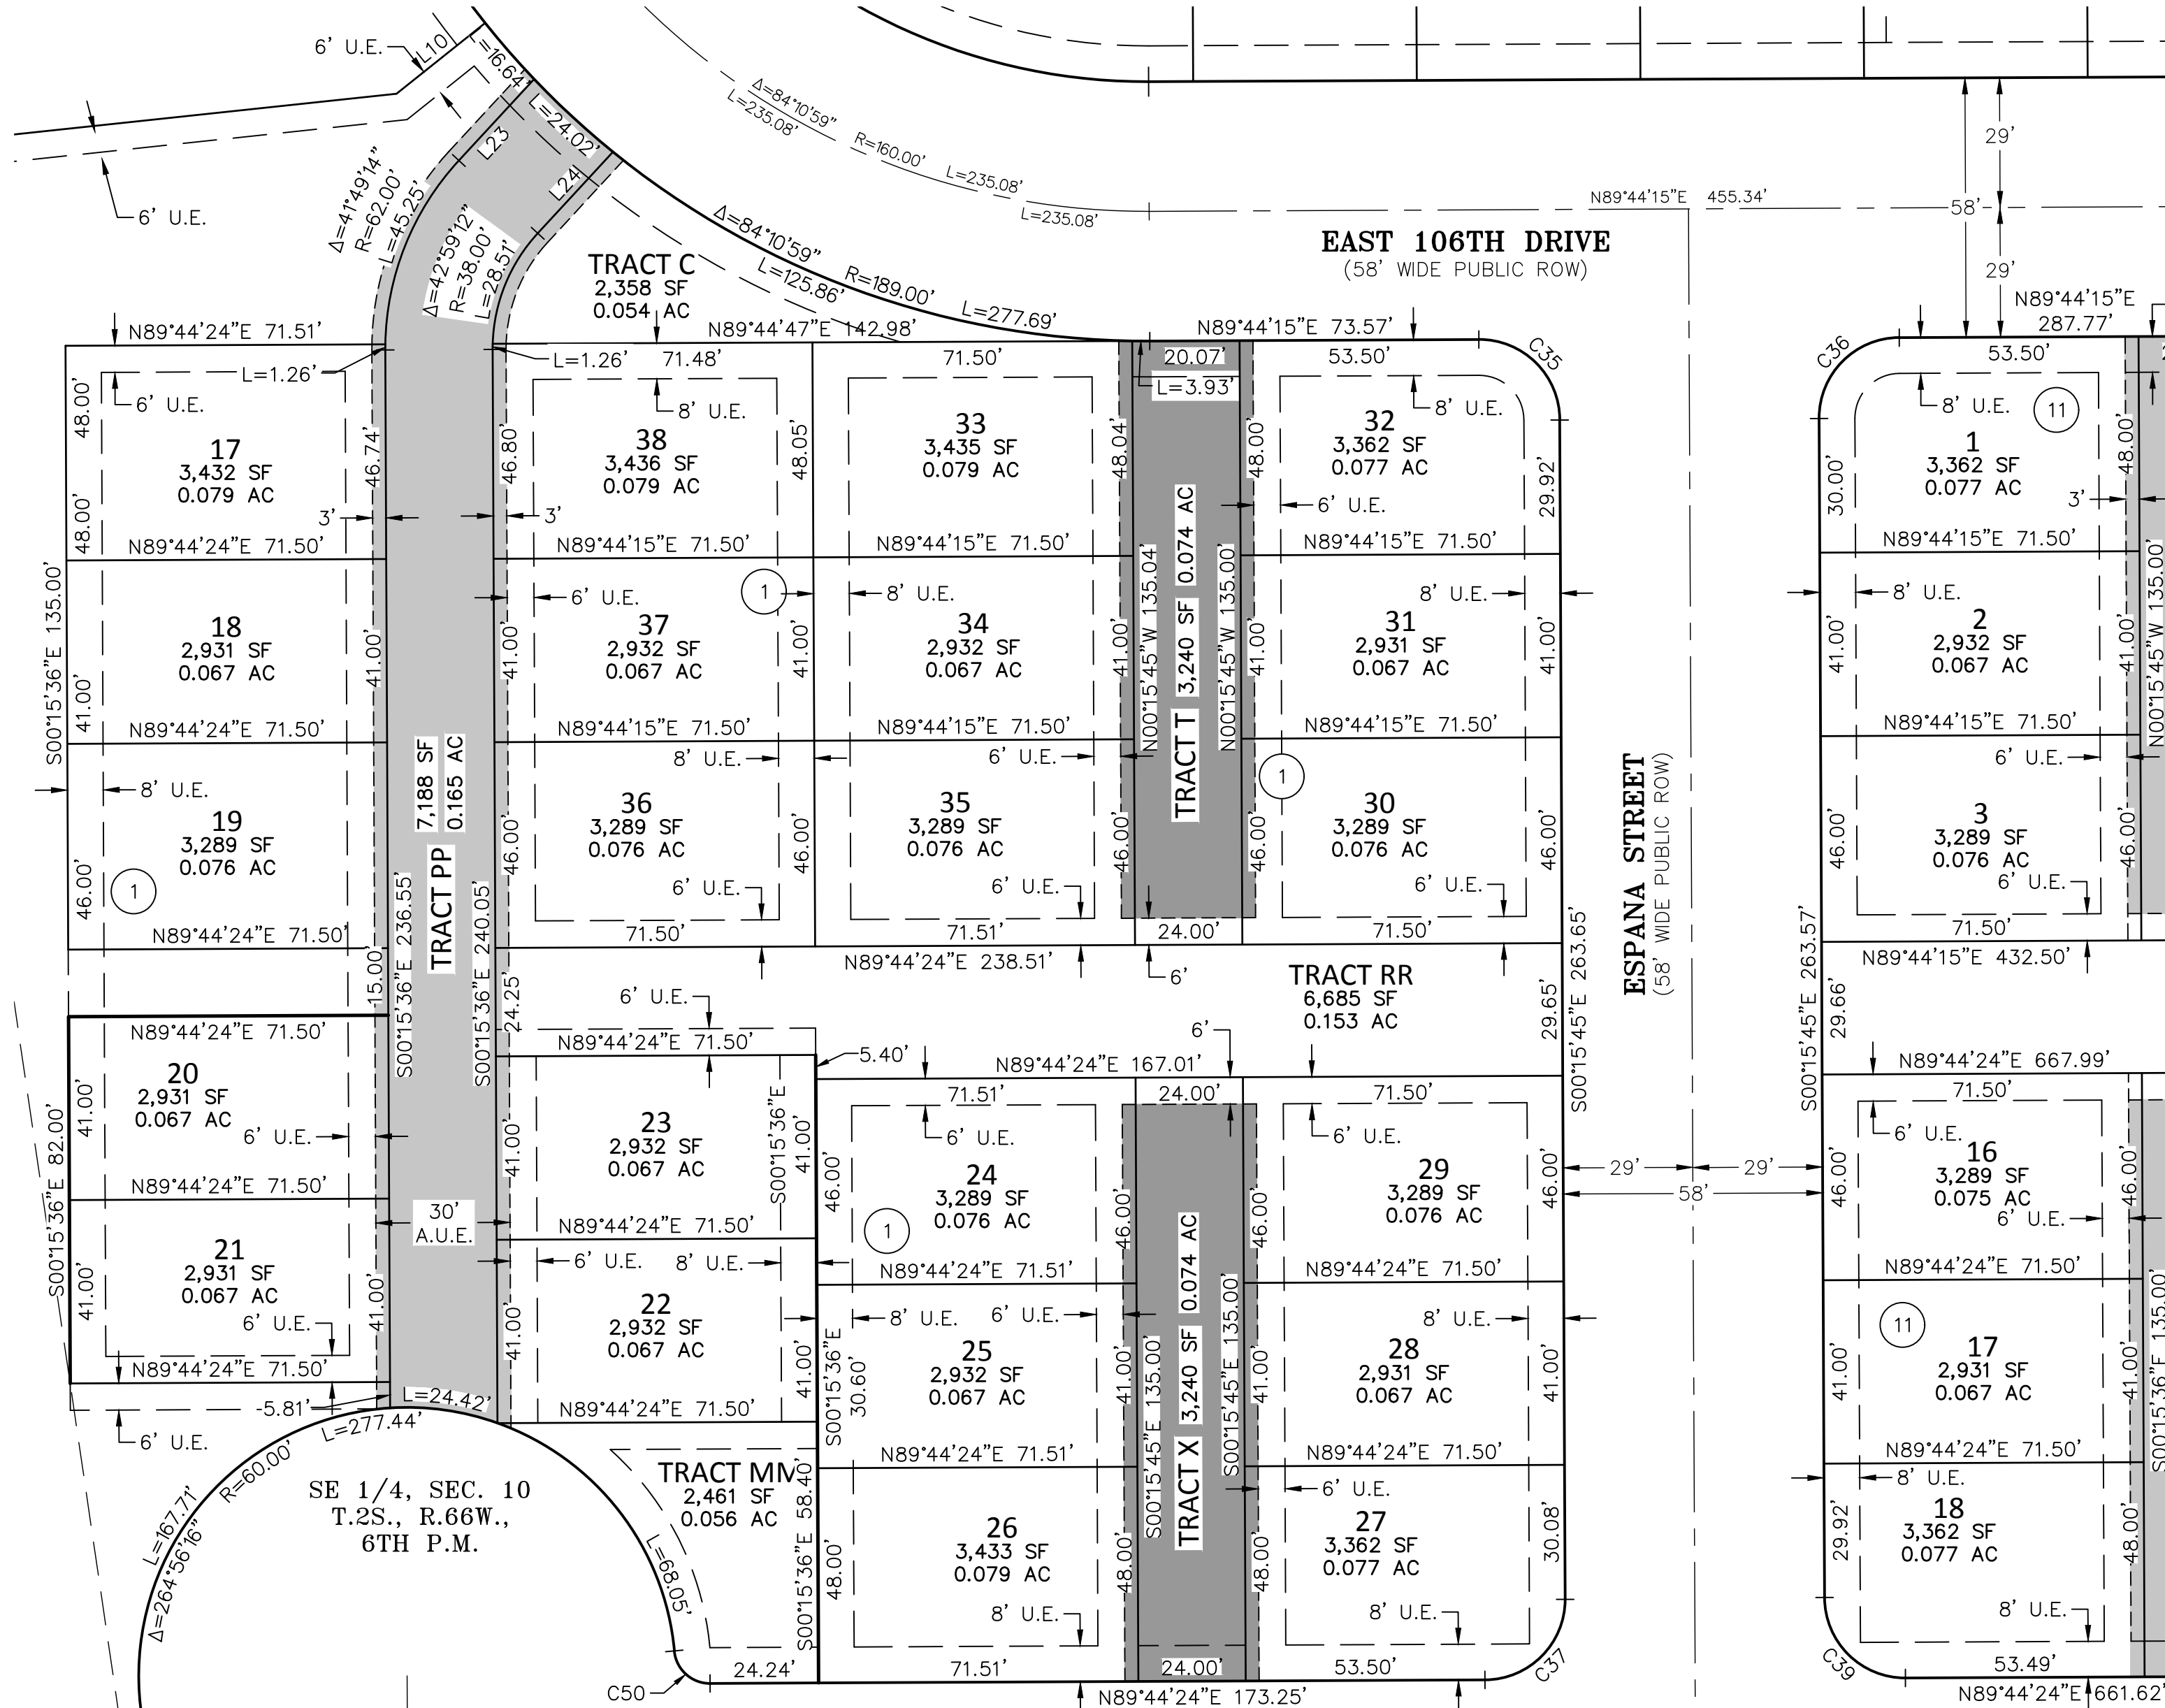 6' U.E.
L10
L=16.64'
L=24.02'
L23
L24
6' U.E.
Δ=41°49'14"
R=62.00'
L=45.25'
Δ=42°59'12"
R=38.00'
L=28.51'
Δ=84°10'59"
L=235.08'
R=160.00'
L=235.08'
L=235.08'
N89°44'15"E 455.34'
29'
58'
29'
EAST 106TH DRIVE
(58' WIDE PUBLIC ROW)
TRACT C
2,358 SF
0.054 AC
Δ=84°10'59"
L=125.86'
R=189.00'
L=277.69'
N89°44'24"E 71.51'
N89°44'47"E 142.98'
N89°44'15"E 73.57'
N89°44'15"E
287.77'
L=1.26'
L=1.26'
71.48'
71.50'
20.07'
L=3.93'
53.50'
C35
C36
53.50'
48.00'
6' U.E.
17
3,432 SF
0.079 AC
48.00'
46.74'
3'
46.80'
3'
8' U.E.
38
3,436 SF
0.079 AC
48.05'
33
3,435 SF
0.079 AC
48.04'
48.00'
8' U.E.
32
3,362 SF
0.077 AC
29.92'
6' U.E.
8' U.E.
11
1
3,362 SF
0.077 AC
30.00'
48.00'
3'
N89°44'24"E 71.50'
N89°44'15"E 71.50'
N89°44'15"E 71.50'
N89°44'15"E 71.50'
N89°44'15"E 71.50'
S00°15'36"E 135.00'
18
2,931 SF
0.067 AC
41.00'
41.00'
41.00'
6' U.E.
1
37
2,932 SF
0.067 AC
41.00'
8' U.E.
34
2,932 SF
0.067 AC
41.00'
N00°15'45"W 135.04'
TRACT T 3,240 SF 0.074 AC
N00°15'45"W 135.00'
41.00'
8' U.E.
31
2,931 SF
0.067 AC
41.00'
8' U.E.
2
2,932 SF
0.067 AC
41.00'
41.00'
N00°15'45"W 135.00'
N89°44'24"E 71.50'
N89°44'15"E 71.50'
N89°44'15"E 71.50'
N89°44'15"E 71.50'
N89°44'15"E 71.50'
8' U.E.
19
3,289 SF
0.076 AC
46.00'
1
TRACT PP
7,188 SF
0.165 AC
46.00'
8' U.E.
36
3,289 SF
0.076 AC
6' U.E.
46.00'
6' U.E.
35
3,289 SF
0.076 AC
6' U.E.
46.00'
46.00'
1
30
3,289 SF
0.076 AC
6' U.E.
46.00'
ESPANA STREET
(58' WIDE PUBLIC ROW)
6' U.E.
3
3,289 SF
0.076 AC
6' U.E.
46.00'
46.00'
N89°44'24"E 71.50'
71.50'
71.51'
24.00'
71.50'
71.50'
N89°44'24"E 238.51'
N89°44'15"E 432.50'
15.00'
S00°15'36"E 236.55'
S00°15'36"E 240.05'
24.25'
6' U.E.
6'
TRACT RR
6,685 SF
0.153 AC
6'
29.65'
S00°15'45"E 263.65'
S00°15'45"E 263.57'
29.66'
N89°44'24"E 71.50'
N89°44'24"E 71.50'
5.40'
N89°44'24"E 167.01'
N89°44'24"E 667.99'
71.51'
24.00'
71.50'
71.50'
20
2,931 SF
0.067 AC
41.00'
6' U.E.
S00°15'36"E 82.00'
41.00'
23
2,932 SF
0.067 AC
S00°15'36"E
41.00'
6' U.E.
24
3,289 SF
0.076 AC
46.00'
1
46.00'
46.00'
6' U.E.
29
3,289 SF
0.076 AC
46.00'
29'
29'
58'
6' U.E.
16
3,289 SF
0.075 AC
6' U.E.
46.00'
46.00'
N89°44'24"E 71.50'
30'
A.U.E.
N89°44'24"E 71.50'
6' U.E.
8' U.E.
N89°44'24"E 71.51'
N89°44'24"E 71.50'
N89°44'24"E 71.50'
21
2,931 SF
0.067 AC
41.00'
6' U.E.
41.00'
41.00'
22
2,932 SF
0.067 AC
41.00'
S00°15'36"E
30.60'
8' U.E.
6' U.E.
25
2,932 SF
0.067 AC
41.00'
S00°15'45"E 135.00'
TRACT X 3,240 SF 0.074 AC
S00°15'45"E 135.00'
41.00'
8' U.E.
28
2,931 SF
0.067 AC
41.00'
11
17
2,931 SF
0.067 AC
41.00'
41.00'
S00°15'36"E 135.00'
N89°44'24"E 71.50'
5.81'
L=24.42'
L=277.44'
N89°44'24"E 71.50'
N89°44'24"E 71.51'
N89°44'24"E 71.50'
N89°44'24"E 71.50'
6' U.E.
R=60.00'
L=167.71'
Δ=264°56'16"
SE 1/4, SEC. 10
T.2S., R.66W.,
6TH P.M.
TRACT MM
2,461 SF
0.056 AC
L=68.05'
S00°15'36"E 58.40'
48.00'
26
3,433 SF
0.079 AC
8' U.E.
48.00'
48.00'
6' U.E.
27
3,362 SF
0.077 AC
8' U.E.
30.08'
8' U.E.
18
3,362 SF
0.077 AC
8' U.E.
29.92'
48.00'
C50
24.24'
71.51'
24.00'
53.50'
C37
C39
53.49'
N89°44'24"E 173.25'
N89°44'24"E 661.62'